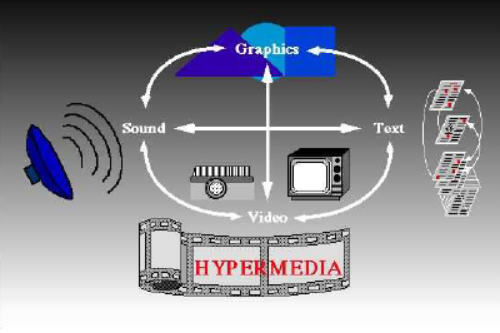 Graphics
Sound
Text
Video
HYPERMEDIA